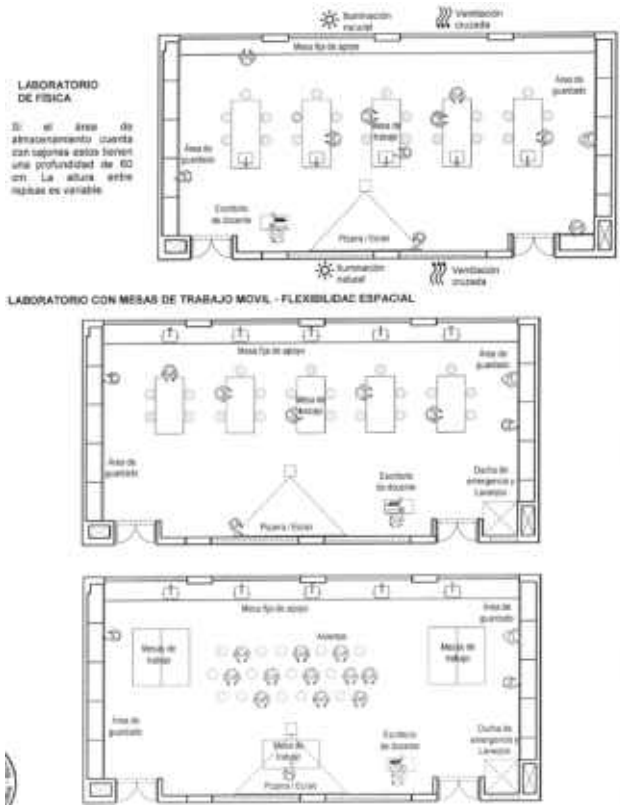 Iluminación
natural
Ventilación
cruzada
Mesa fija de apoyo
LABORATORIO
DE FÍSICA
Si el área de
almacenamiento cuenta
con cajones estos tienen
una profundidad de 60
cm. La altura entre
repisas es variable.
Área de
guardado
Área de
guardado
Mesa de
trabajo
Escritorio
de docente
Pizarra / Ecran
Iluminación
natural
Ventilación
cruzada
LABORATORIO CON MESAS DE TRABAJO MOVIL - FLEXIBILIDAD ESPACIAL
Mesa fija de apoyo
Área de
guardado
Mesa de
trabajo
Área de
guardado
Escritorio
de docente
Ducha de
emergencia y
Lavaojos
Pizarra / Ecran
Mesa fija de apoyo
Área de
guardado
Asientos
Mesas de
trabajo
Mesas de
trabajo
Área de
guardado
Mesa de
trabajo
Escritorio
de docente
Ducha de
emergencia y
Lavaojos
Pizarra / Ecran